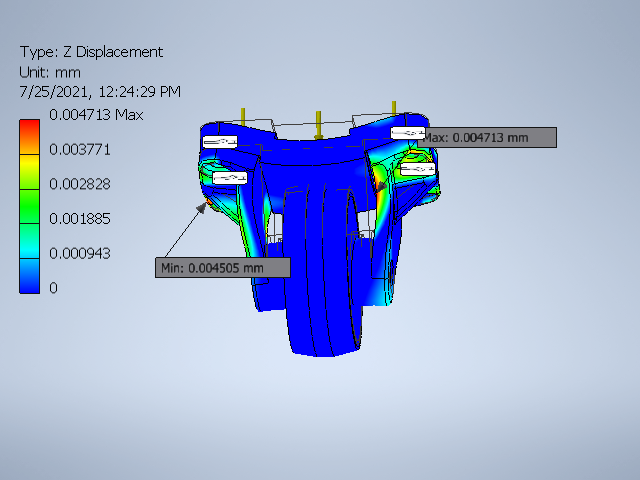 Type: Z Displacement
Unit: mm
7/25/2021, 12:24:29 PM
0.004713 Max
0.003771
0.002828
0.001885
0.000943
0
Max: 0.004713 mm
Min: 0.004505 mm